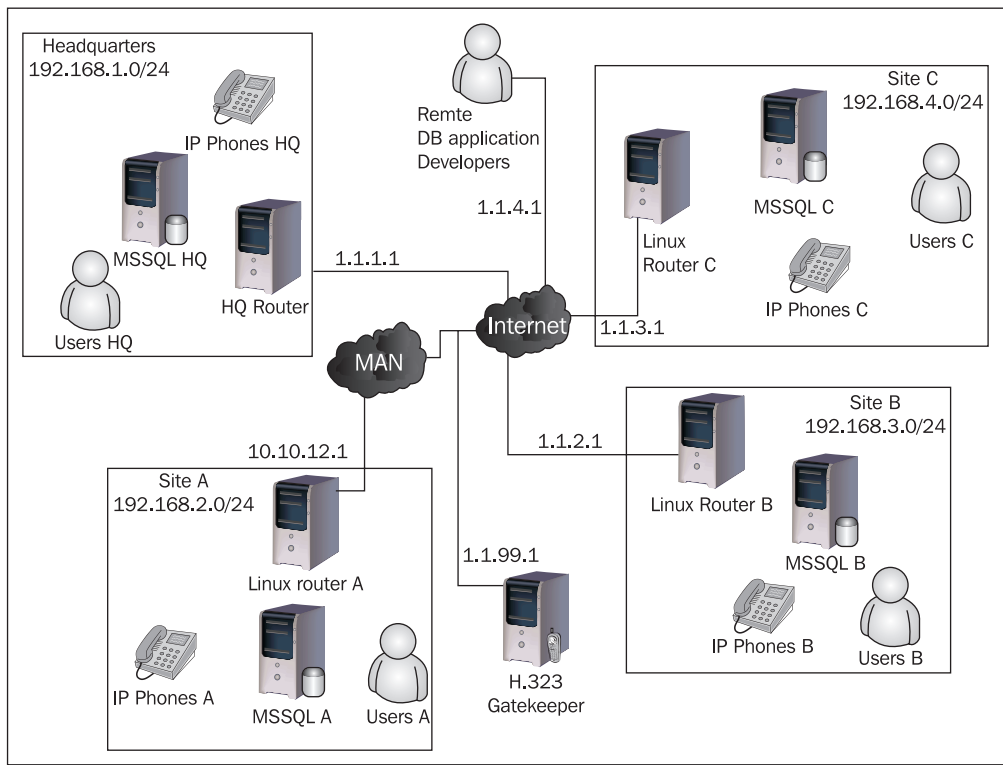 Headquarters
192.168.1.0/24
IP Phones HQ
MSSQL HQ
HQ Router
Users HQ
1.1.1.1
Remte
DB application
Developers
1.1.4.1
Site C
192.168.4.0/24
MSSQL C
Linux
Router C
Users C
IP Phones C
1.1.3.1
Internet
MAN
10.10.12.1
1.1.2.1
Site B
192.168.3.0/24
Linux Router B
MSSQL B
IP Phones B
Users B
Site A
192.168.2.0/24
Linux router A
IP Phones A
MSSQL A
Users A
1.1.99.1
H.323
Gatekeeper